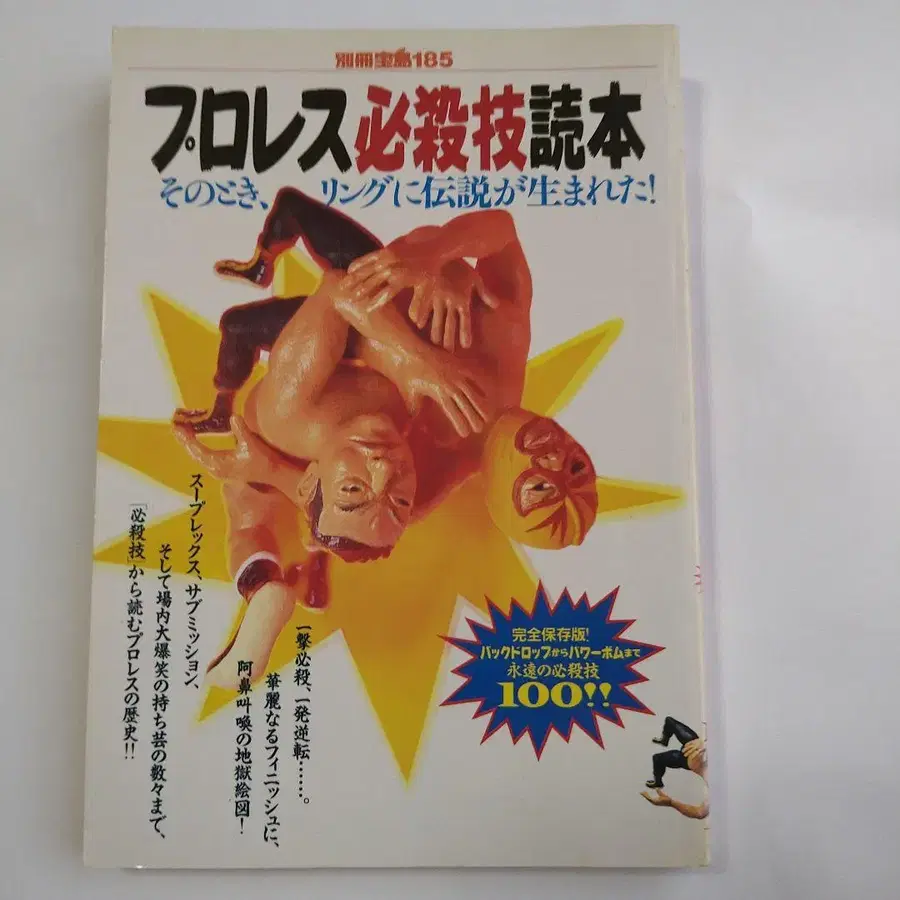 別冊宝島185
プロレス必殺技読本
そのとき、リングに伝説が生まれた!
一撃必殺、一発逆転……。
華麗なるフィニッシュに、
阿鼻叫喚の地獄絵図!
スープレックス、サブミッション、
そして場内大爆笑の持ち芸の数々まで、
「必殺技」から読むプロレスの歴史!!
完全保存版!
バックドロップからパワーボムまで
永遠の必殺技
100!!